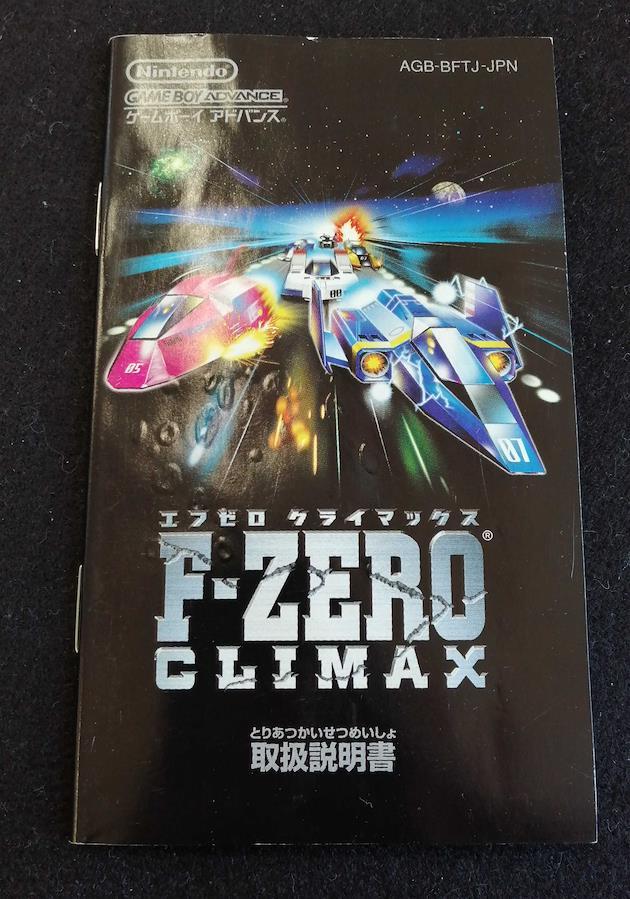 Nintendo®
AGB-BFTJ-JPN
GAME BOY ADVANCE®
ゲームボーイ アドバンス®
00
05
07
エフゼロ クライマックス
F-ZERO®
CLIMAX
とりあつかいせつめいしょ
取扱説明書